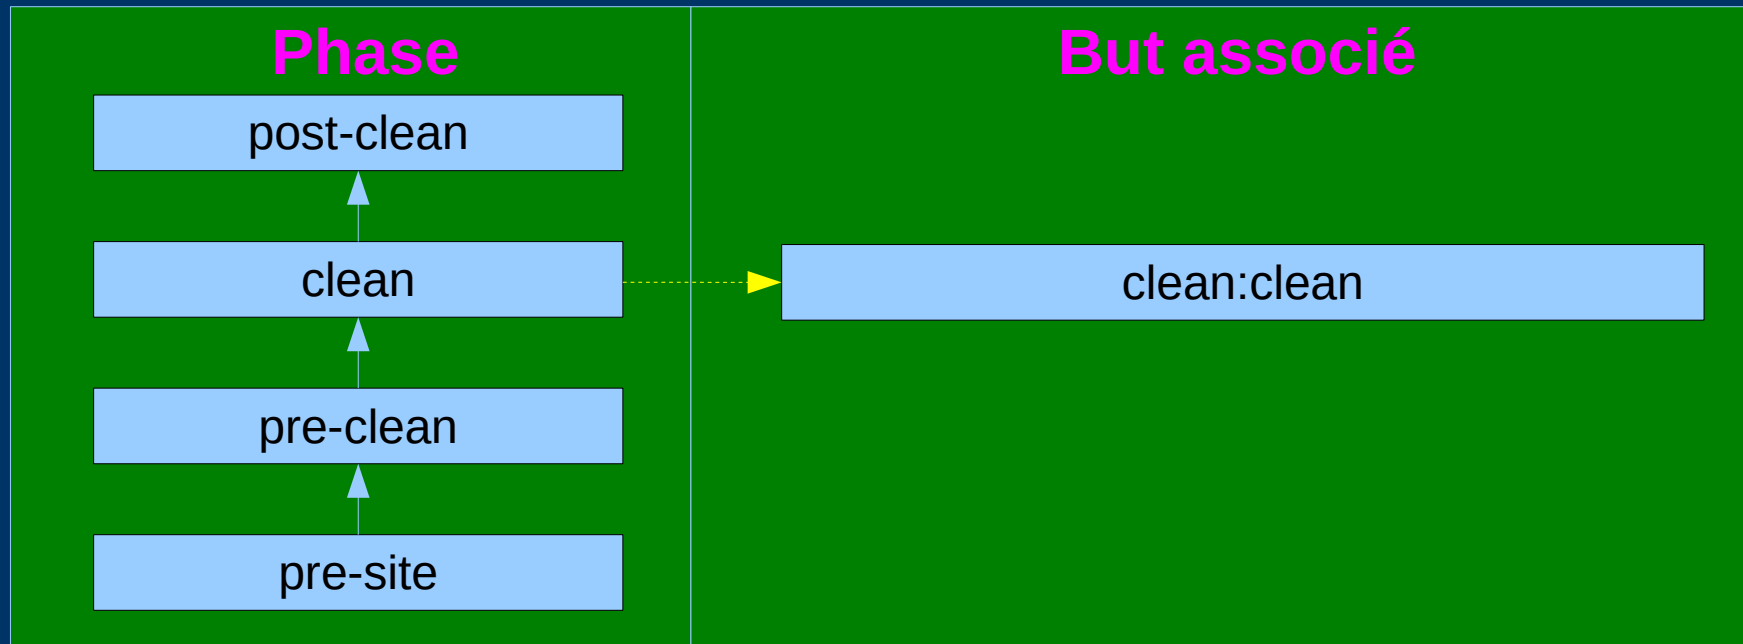 Phase
But associé
post-clean
clean
clean:clean
pre-clean
pre-site